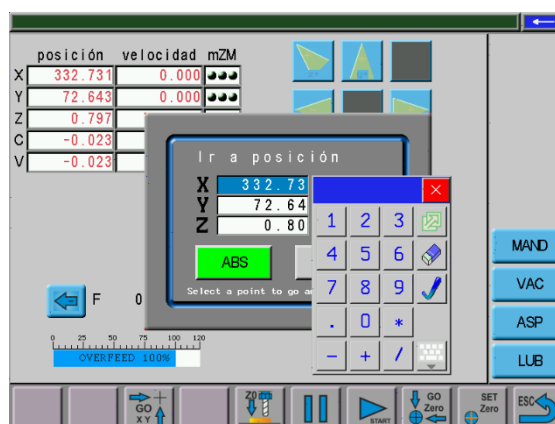 posición velocidad mZM
X 332.731 0.000
Y 72.643 0.000
Z 0.797
C -0.023
V -0.023
Ir a posición
X 332.73
Y 72.64
Z 0.80
ABS
Select a point to go an
1 2 3
4 5 6
7 8 9
. 0 *
- + /
F 0
0 25 50 75 100 120
OVERFEED 100%
MAND
VAC
ASP
LUB
GO
X Y
Z0
START
GO
Zero
SET
Zero
ESC